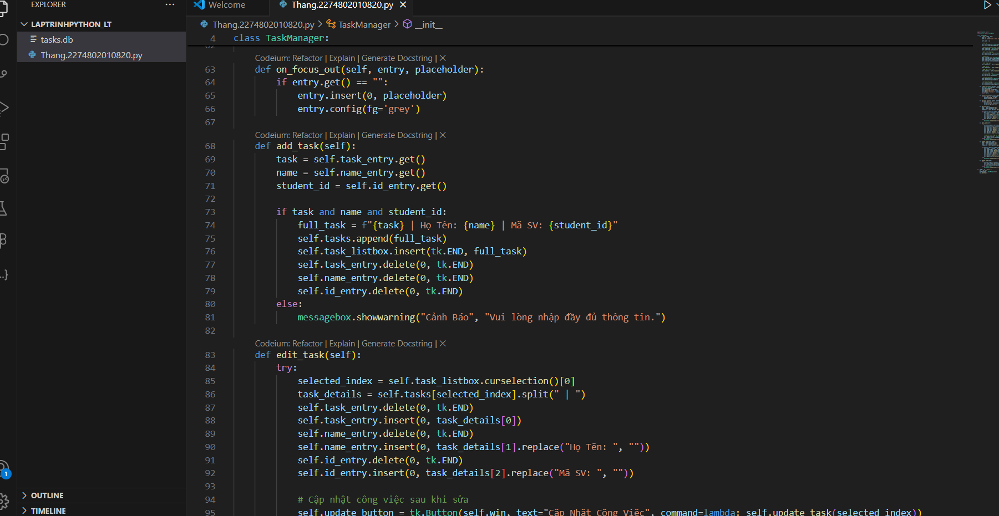 EXPLORER
LAPTRINHPYTHON_LT
tasks.db
Thang.2274802010820.py
1
OUTLINE
TIMELINE
Welcome
Thang.2274802010820.py
Thang.2274802010820.py > TaskManager > __init__
4 class TaskManager:
62
Codeium: Refactor | Explain | Generate Docstring | X
63 def on_focus_out(self, entry, placeholder):
64 if entry.get() == "":
65 entry.insert(0, placeholder)
66 entry.config(fg='grey')
67
Codeium: Refactor | Explain | Generate Docstring | X
68 def add_task(self):
69 task = self.task_entry.get()
70 name = self.name_entry.get()
71 student_id = self.id_entry.get()
72
73 if task and name and student_id:
74 full_task = f"{task} | Họ Tên: {name} | Mã SV: {student_id}"
75 self.tasks.append(full_task)
76 self.task_listbox.insert(tk.END, full_task)
77 self.task_entry.delete(0, tk.END)
78 self.name_entry.delete(0, tk.END)
79 self.id_entry.delete(0, tk.END)
80 else:
81 messagebox.showwarning("Cảnh Báo", "Vui lòng nhập đầy đủ thông tin.")
82
Codeium: Refactor | Explain | Generate Docstring | X
83 def edit_task(self):
84 try:
85 selected_index = self.task_listbox.curselection()[0]
86 task_details = self.tasks[selected_index].split(" | ")
87 self.task_entry.delete(0, tk.END)
88 self.task_entry.insert(0, task_details[0])
89 self.name_entry.delete(0, tk.END)
90 self.name_entry.insert(0, task_details[1].replace("Họ Tên: ", ""))
91 self.id_entry.delete(0, tk.END)
92 self.id_entry.insert(0, task_details[2].replace("Mã SV: ", ""))
93
94 # Cập nhật công việc sau khi sửa
95 self.update_button = tk.Button(self.win, text="Cập Nhật Công Việc", command=lambda: self.update_task(selected_index))